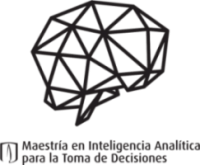 Maestría en Inteligencia Analítica
para la Toma de Decisiones